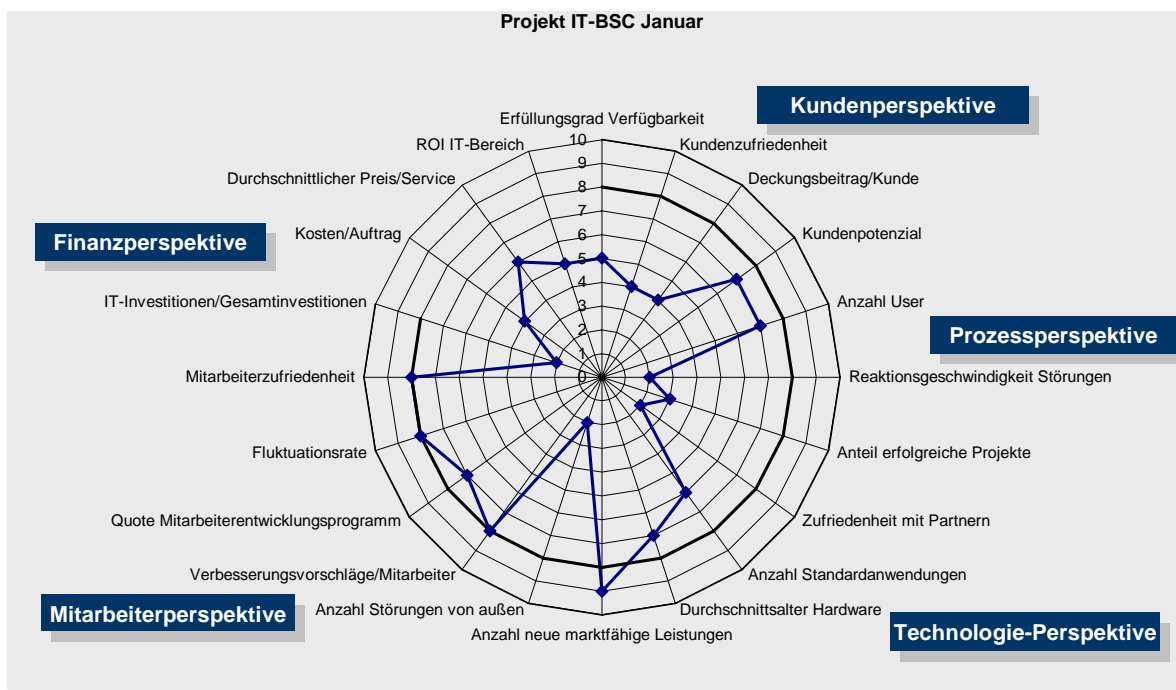 Projekt IT-BSC Januar
Kundenperspektive
Erfüllungsgrad Verfügbarkeit
ROI IT-Bereich
Kundenzufriedenheit
Durchschnittlicher Preis/Service
Deckungsbeitrag/Kunde
Finanzperspektive
Kosten/Auftrag
Kundenpotenzial
IT-Investitionen/Gesamtinvestitionen
Anzahl User
Prozessperspektive
Mitarbeiterzufriedenheit
Reaktionsgeschwindigkeit Störungen
Fluktuationsrate
Anteil erfolgreiche Projekte
Quote Mitarbeiterentwicklungsprogramm
Zufriedenheit mit Partnern
Verbesserungsvorschläge/Mitarbeiter
Anzahl Standardanwendungen
Mitarbeiterperspektive
Anzahl Störungen von außen
Durchschnittsalter Hardware
Technologie-Perspektive
Anzahl neue marktfähige Leistungen
10
9
8
7
6
5
4
3
2
1
0